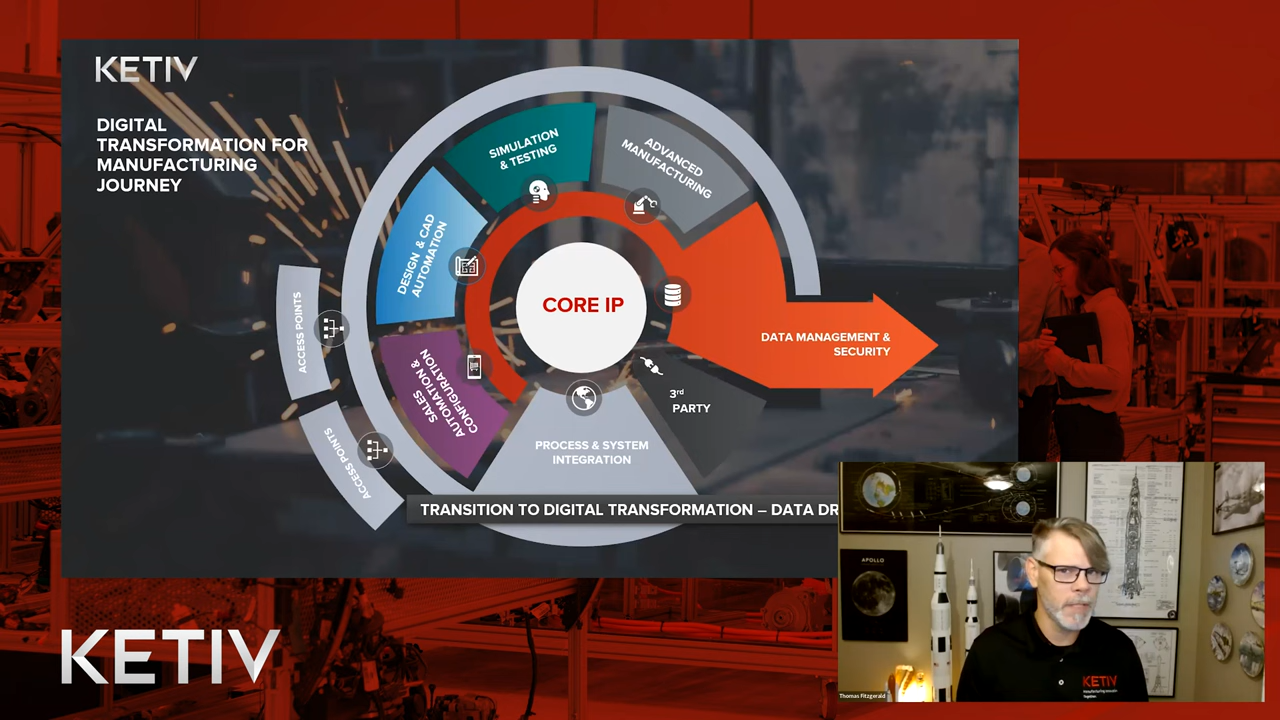 KETIV
DIGITAL
TRANSFORMATION FOR
MANUFACTURING
JOURNEY
SIMULATION
& TESTING
ADVANCED
MANUFACTURING
DESIGN & CAD
AUTOMATION
CORE IP
DATA MANAGEMENT &
SECURITY
ACCESS POINTS
SALES
AUTOMATION &
CONFIGURATION
3rd
PARTY
PROCESS & SYSTEM
INTEGRATION
ACCESS POINTS
TRANSITION TO DIGITAL TRANSFORMATION – DATA DR
APOLLO
KETIV
KETIV
Thomas Fitzgerald